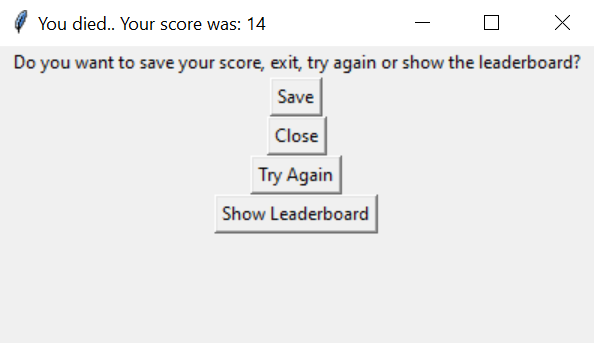 You died.. Your score was: 14
Do you want to save your score, exit, try again or show the leaderboard?
Save
Close
Try Again
Show Leaderboard